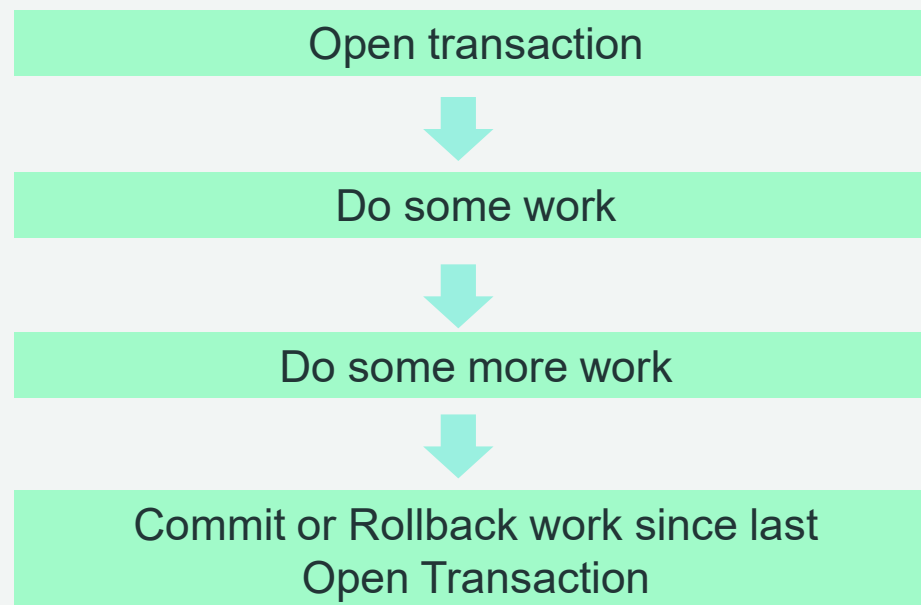 Open transaction
Do some work
Do some more work
Commit or Rollback work since last
Open Transaction